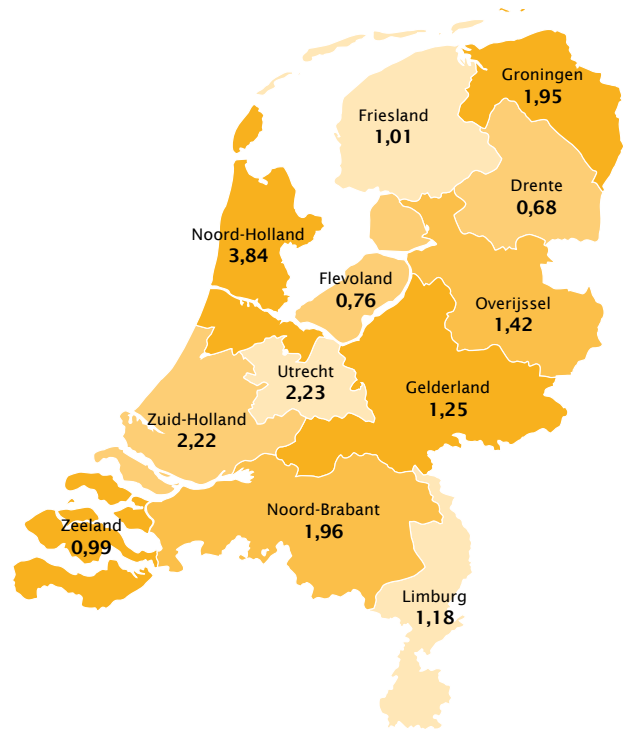 Groningen
1,95
Friesland
1,01
Drente
0,68
Noord-Holland
3,84
Flevoland
0,76
Overijssel
1,42
Utrecht
2,23
Gelderland
1,25
Zuid-Holland
2,22
Noord-Brabant
1,96
Zeeland
0,99
Limburg
1,18